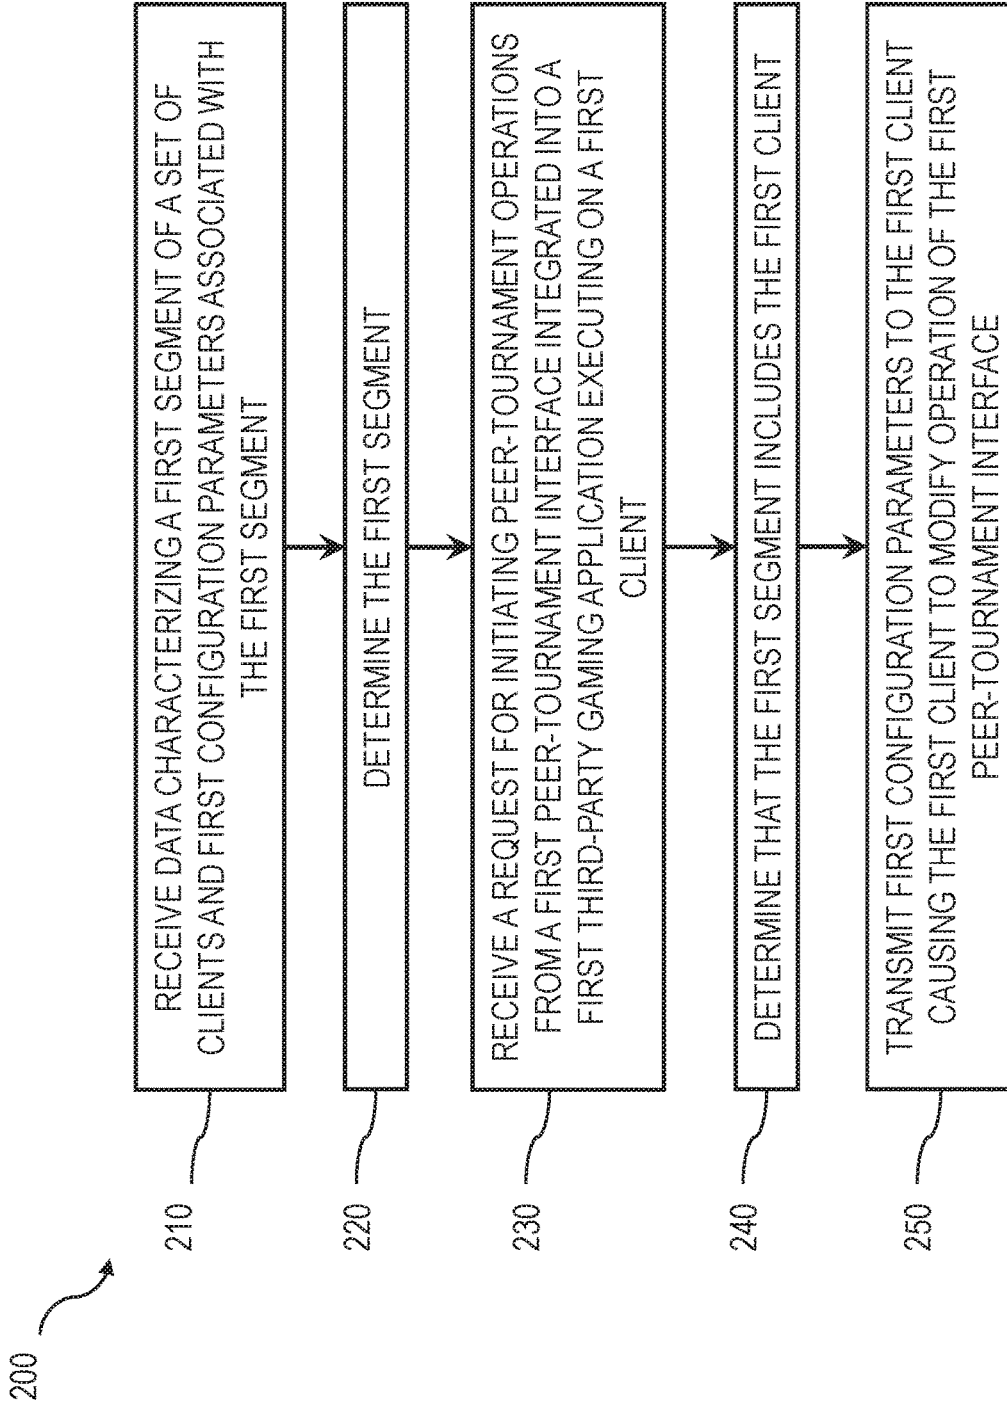 200
210
RECEIVE DATA CHARACTERIZING A FIRST SEGMENT OF A SET OF
CLIENTS AND FIRST CONFIGURATION PARAMETERS ASSOCIATED WITH
THE FIRST SEGMENT
220
DETERMINE THE FIRST SEGMENT
230
RECEIVE A REQUEST FOR INITIATING PEER-TOURNAMENT OPERATIONS
FROM A FIRST PEER-TOURNAMENT INTERFACE INTEGRATED INTO A
FIRST THIRD-PARTY GAMING APPLICATION EXECUTING ON A FIRST
CLIENT
240
DETERMINE THAT THE FIRST SEGMENT INCLUDES THE FIRST CLIENT
250
TRANSMIT FIRST CONFIGURATION PARAMETERS TO THE FIRST CLIENT
CAUSING THE FIRST CLIENT TO MODIFY OPERATION OF THE FIRST
PEER-TOURNAMENT INTERFACE